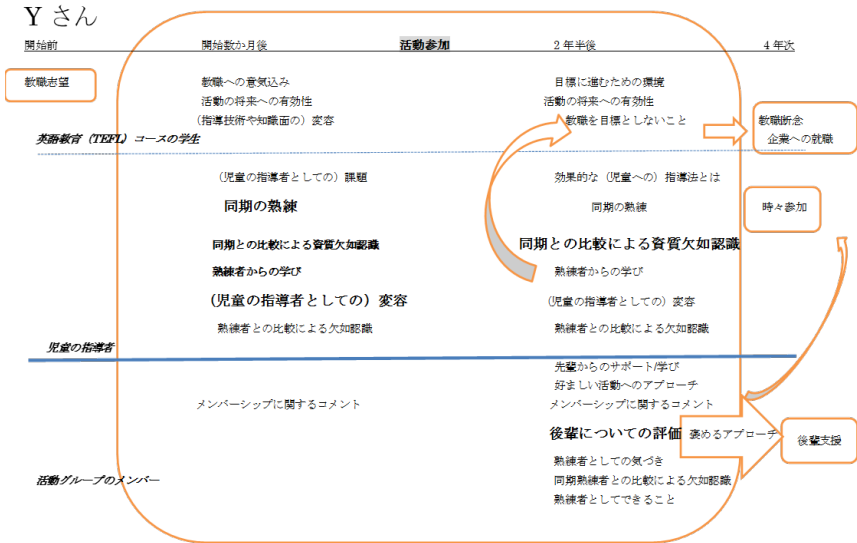 Y さん
開始前 開始数か月後 活動参加 2 年半後 4 年次
教職志望 教職への意気込み 目標に進むための環境
活動の将来への有効性 活動の将来への有効性
(指導技術や知識面の)変容 教職を目標としないこと 教職断念
英語教育(TEFL)コースの学生 企業への就職
(児童の指導者としての)課題 効果的な(児童への)指導法とは
同期の熟練 同期の熟練 時々参加
同期との比較による資質欠如認識 同期との比較による資質欠如認識
熟練者からの学び 熟練者からの学び
(児童の指導者としての)変容 (児童の指導者としての)変容
熟練者との比較による欠如認識 熟練者との比較による欠如認識
児童の指導者
先輩からのサポート/学び
好ましい活動へのアプローチ
メンバーシップに関するコメント メンバーシップに関するコメント
後輩についての評価 褒めるアプローチ 後輩支援
熟練者としての気づき
活動グループのメンバー 同期熟練者との比較による欠如認識
熟練者としてできること